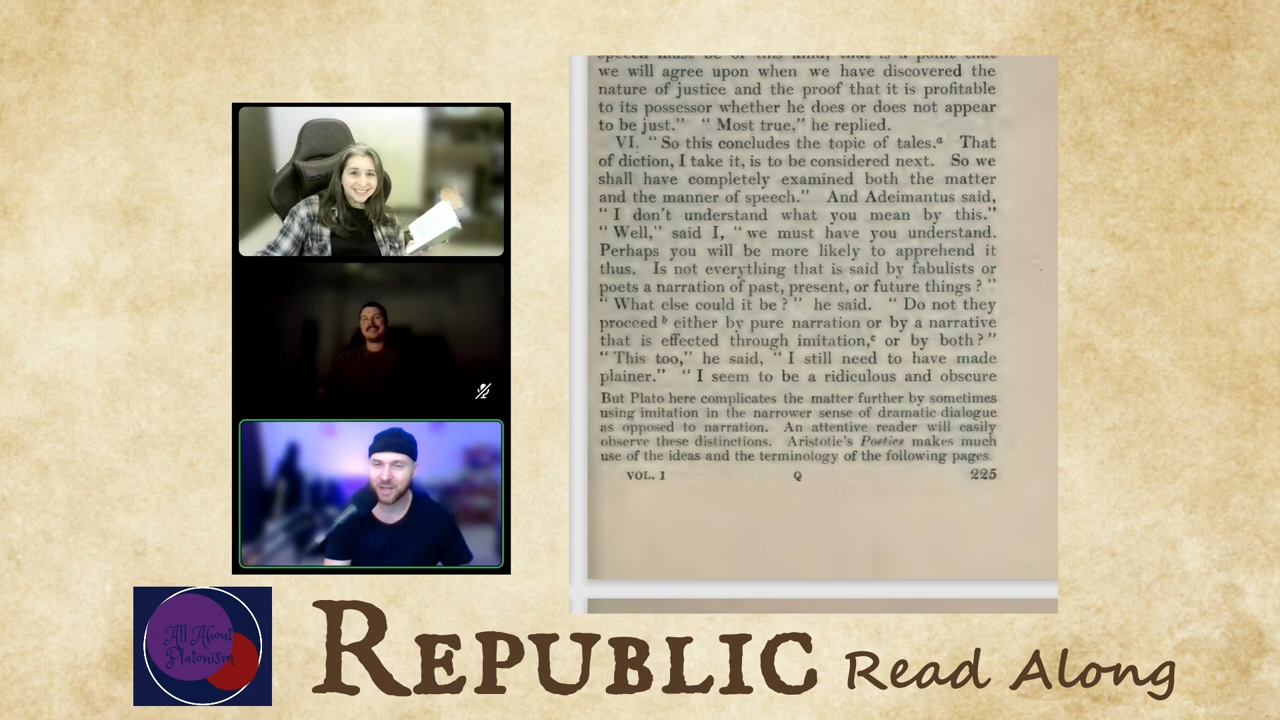 speech must be of this kind, that is a point that
we will agree upon when we have discovered the
nature of justice and the proof that it is profitable
to its possessor whether he does or does not appear
to be just.” “ Most true,” he replied.
VI. “ So this concludes the topic of tales.ᵃ That
of diction, I take it, is to be considered next. So we
shall have completely examined both the matter
and the manner of speech.” And Adeimantus said,
“ I don’t understand what you mean by this.”
“ Well,” said I, “ we must have you understand.
Perhaps you will be more likely to apprehend it
thus. Is not everything that is said by fabulists or
poets a narration of past, present, or future things ? ”
“ What else could it be ? ” he said. “ Do not they
proceed ᵇ either by pure narration or by a narrative
that is effected through imitation,ᶜ or by both ? ”
“ This too,” he said, “ I still need to have made
plainer.” “ I seem to be a ridiculous and obscure
But Plato here complicates the matter further by sometimes
using imitation in the narrower sense of dramatic dialogue
as opposed to narration. An attentive reader will easily
observe these distinctions. Aristotle’s Poetics makes much
use of the ideas and the terminology of the following pages.
VOL. I Q 225
All About
Platonism
REPUBLIC Read Along